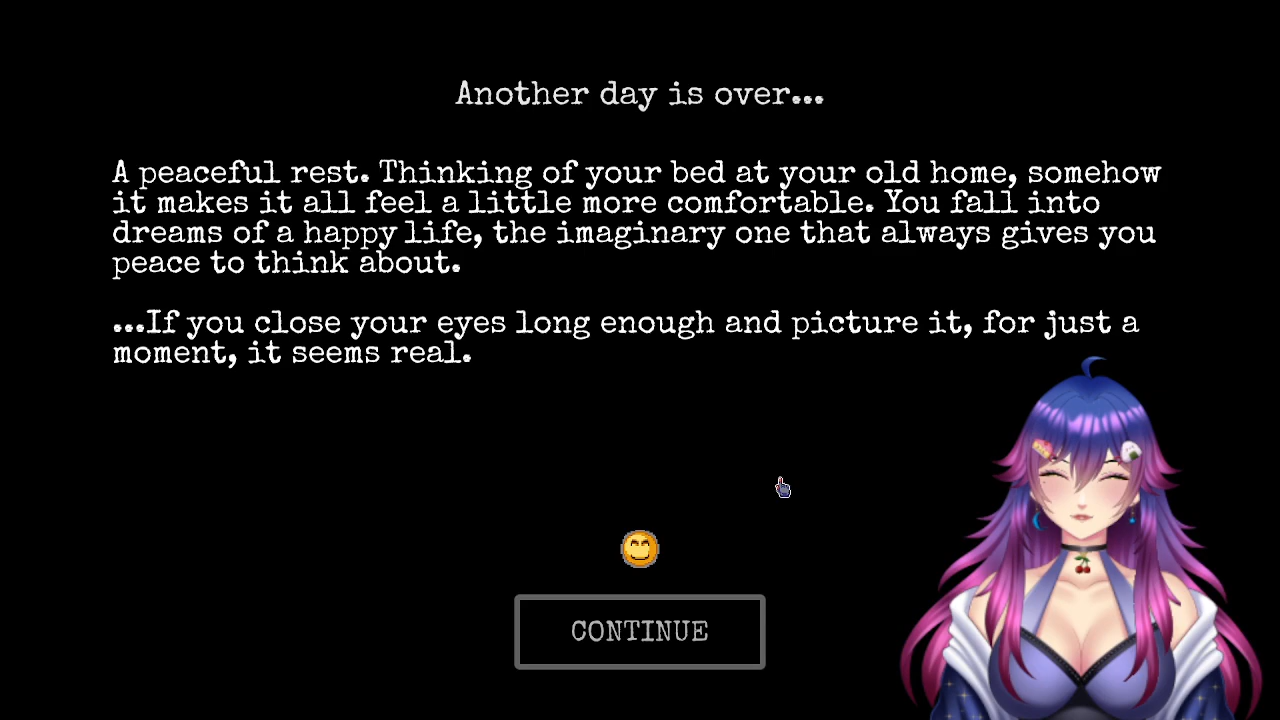 Another day is over...
A peaceful rest. Thinking of your bed at your old home, somehow
it makes it all feel a little more comfortable. You fall into
dreams of a happy life, the imaginary one that always gives you
peace to think about.
...If you close your eyes long enough and picture it, for just a
moment, it seems real.
CONTINUE